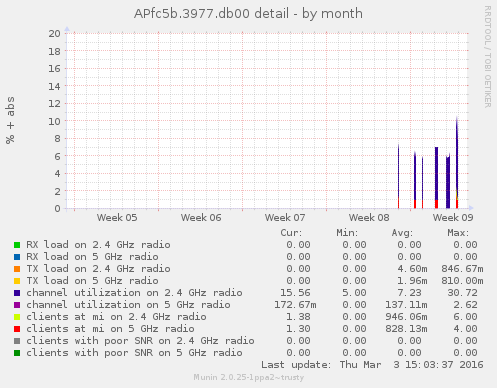 APfc5b.3977.db00 detail - by month
RRDTOOL / TOBI OETIKER
% + abs
20
18
16
14
12
10
8
6
4
2
0
Week 05 Week 06 Week 07 Week 08 Week 09
Cur: Min: Avg: Max:
RX load on 2.4 GHz radio 0.00 0.00 0.00 0.00
RX load on 5 GHz radio 0.00 0.00 0.00 0.00
TX load on 2.4 GHz radio 0.00 0.00 4.60m 846.67m
TX load on 5 GHz radio 0.00 0.00 1.96m 810.00m
channel utilization on 2.4 GHz radio 15.56 5.00 7.23 30.72
channel utilization on 5 GHz radio 172.67m 0.00 137.11m 2.62
clients at mi on 2.4 GHz radio 1.38 0.00 946.06m 6.00
clients at mi on 5 GHz radio 1.30 0.00 828.13m 4.00
clients with poor SNR on 2.4 GHz radio 0.00 0.00 0.00 0.00
clients with poor SNR on 5 GHz radio 0.00 0.00 0.00 0.00
Last update: Thu Mar 3 15:03:37 2016
Munin 2.0.25-1ppa2~trusty